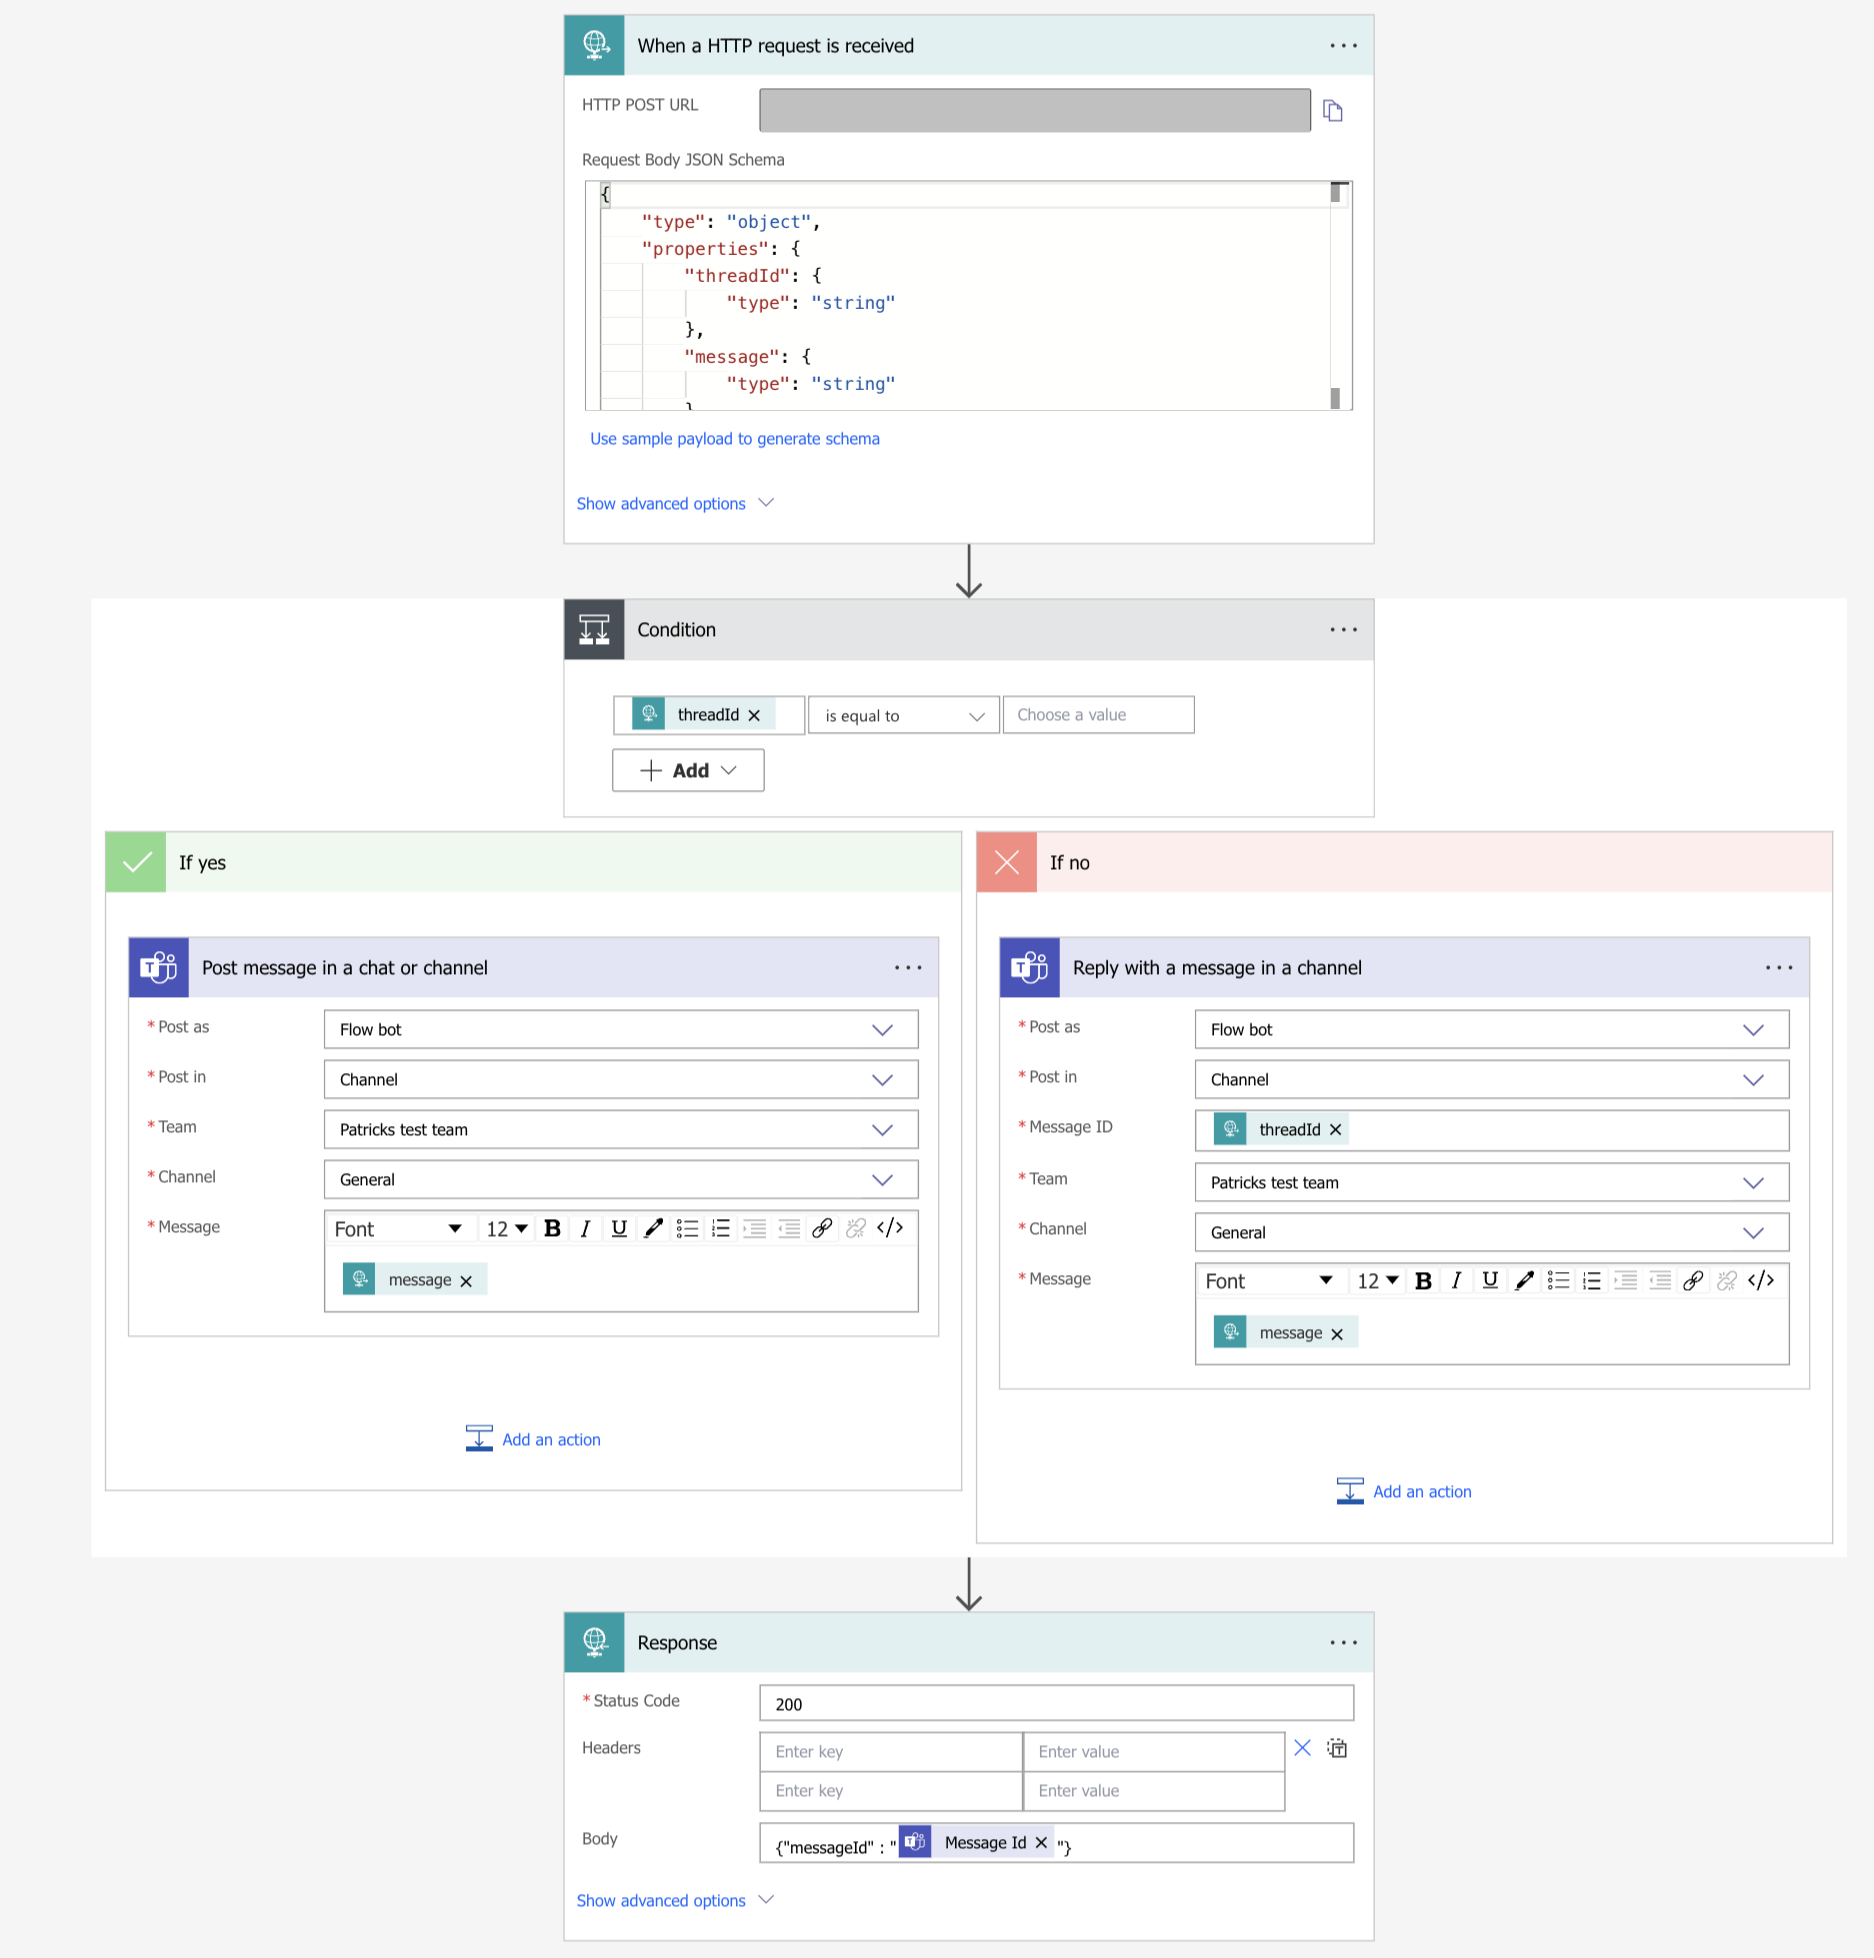 When a HTTP request is received
HTTP POST URL
Request Body JSON Schema
{
"type": "object",
"properties": {
"threadId": {
"type": "string"
},
"message": {
"type": "string"
}
Use sample payload to generate schema
Show advanced options
Condition
threadId
is equal to
Choose a value
Add
If yes
Post message in a chat or channel
* Post as
Flow bot
* Post in
Channel
* Team
Patricks test team
* Channel
General
* Message
Font
12
B I U </>
message
Add an action
If no
Reply with a message in a channel
* Post as
Flow bot
* Post in
Channel
* Message ID
threadId
* Team
Patricks test team
* Channel
General
* Message
Font
12
B I U </>
message
Add an action
Response
* Status Code
200
Headers
Enter key
Enter value
Enter key
Enter value
Body
{"messageId" : " Message Id "}
Show advanced options